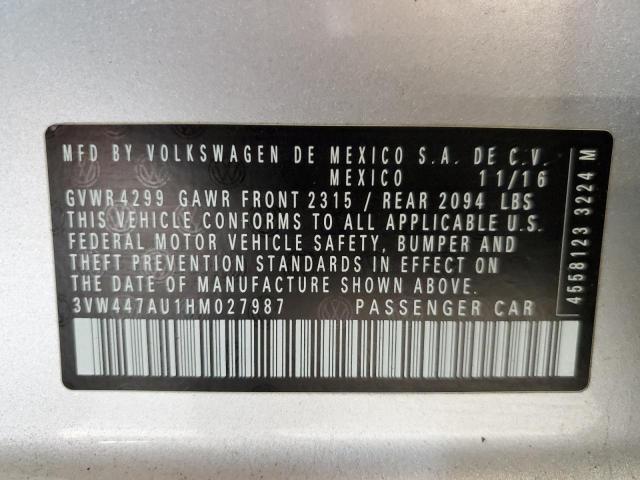 MFD BY VOLKSWAGEN DE MEXICO S.A. DE C.V.
MEXICO 11/16
GVWR 4299 GAWR FRONT 2315 / REAR 2094 LBS
THIS VEHICLE CONFORMS TO ALL APPLICABLE U.S.
FEDERAL MOTOR VEHICLE SAFETY, BUMPER AND
THEFT PREVENTION STANDARDS IN EFFECT ON
THE DATE OF MANUFACTURE SHOWN ABOVE.
3VW447AU1HM027987 PASSENGER CAR
4558123 3224 M